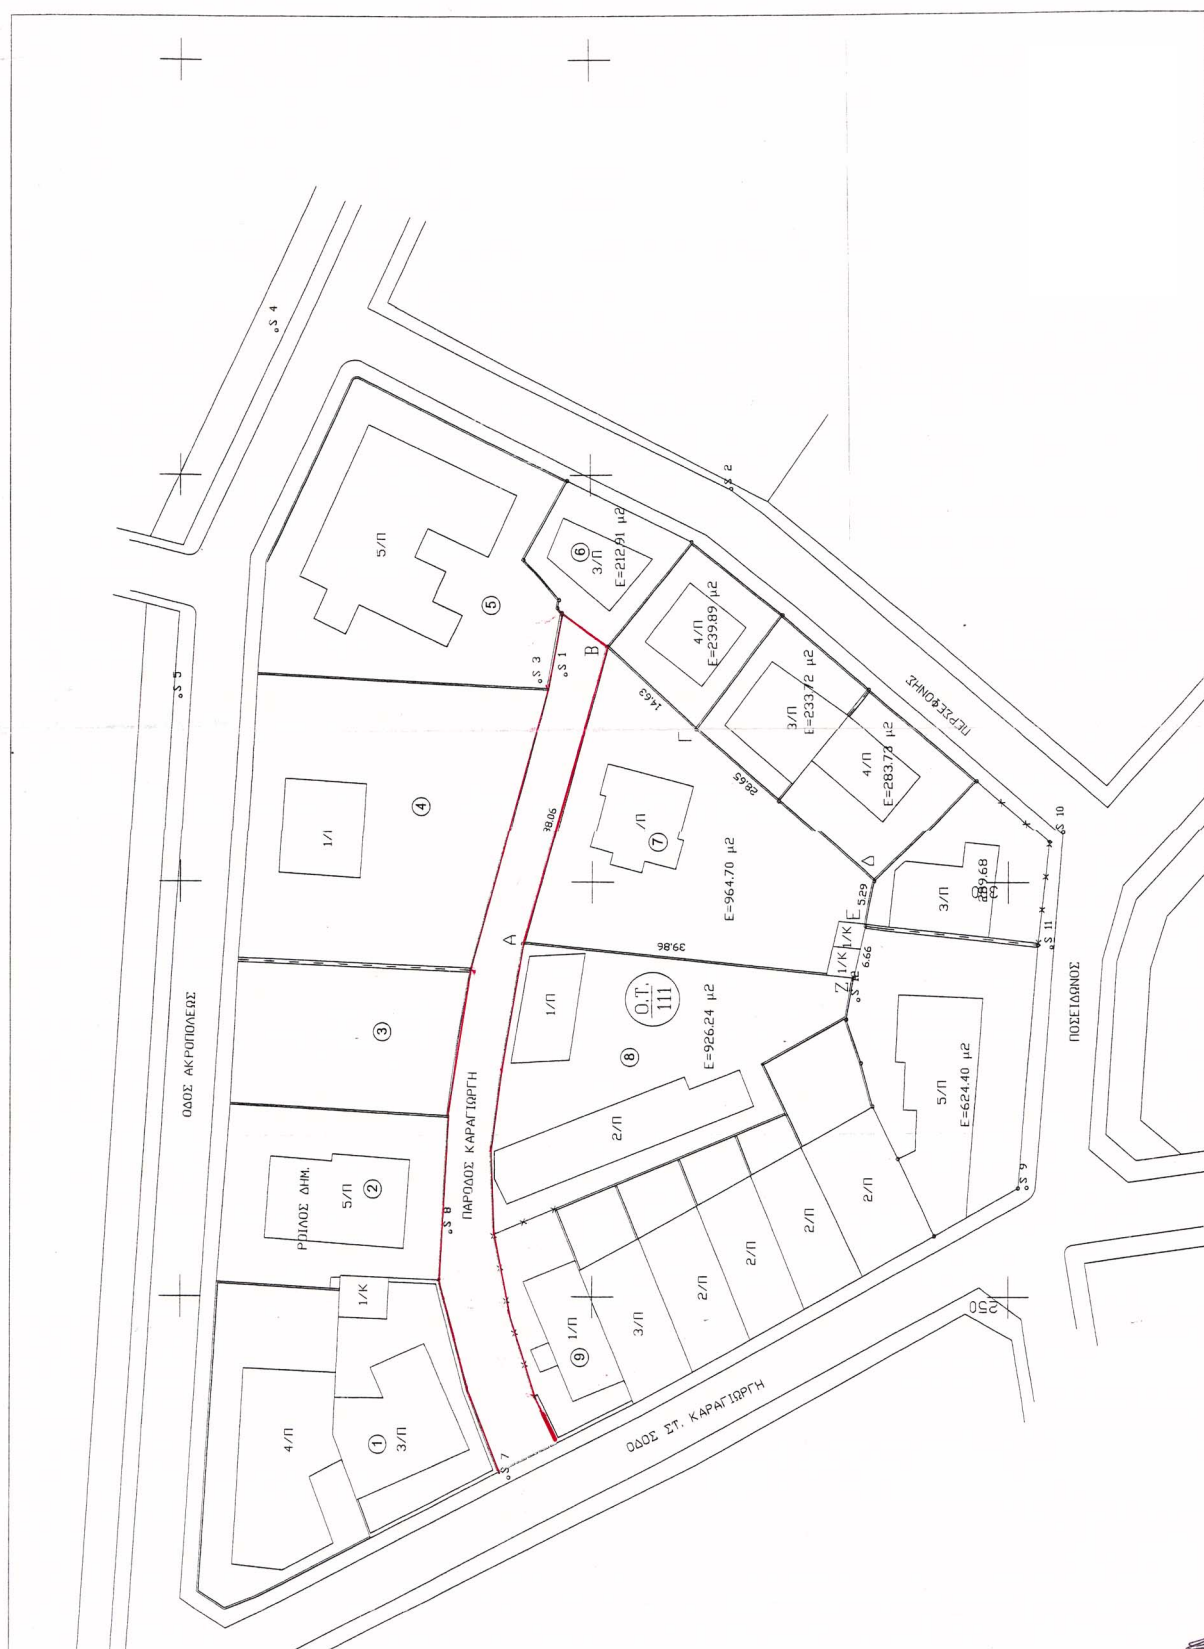 S 4
S 5
S 2
ΟΔΟΣ ΑΚΡΟΠΟΛΕΩΣ
5/Π
5
6
3/Π
E=212.91 μ2
S 3
S 1
B
4/Π
E=239.89 μ2
14.63
Γ
3/Π
E=233.72 μ2
ΠΕΡΣΕΦΟΝΗΣ
4/Π
E=283.73 μ2
28.65
38.06
4
1/Π
/Π
7
E=964.70 μ2
Δ
S 10
3/Π
289.68
S 11
E
5.29
1/Κ
1/Κ
6.66
Z
39.86
A
3
Ο.Τ.
111
1/Π
8
E=926.24 μ2
ΠΟΣΕΙΔΩΝΟΣ
5/Π
E=624.40 μ2
S 9
ΠΑΡΟΔΟΣ ΚΑΡΑΓΙΩΡΓΗ
2/Π
ΡΟΙΛΟΣ ΔΗΜ.
5/Π
2
S 8
2/Π
2/Π
2/Π
2/Π
3/Π
1/Κ
1/Π
9
S50
4/Π
1
3/Π
S 7
ΟΔΟΣ ΣΤ. ΚΑΡΑΓΙΩΡΓΗ